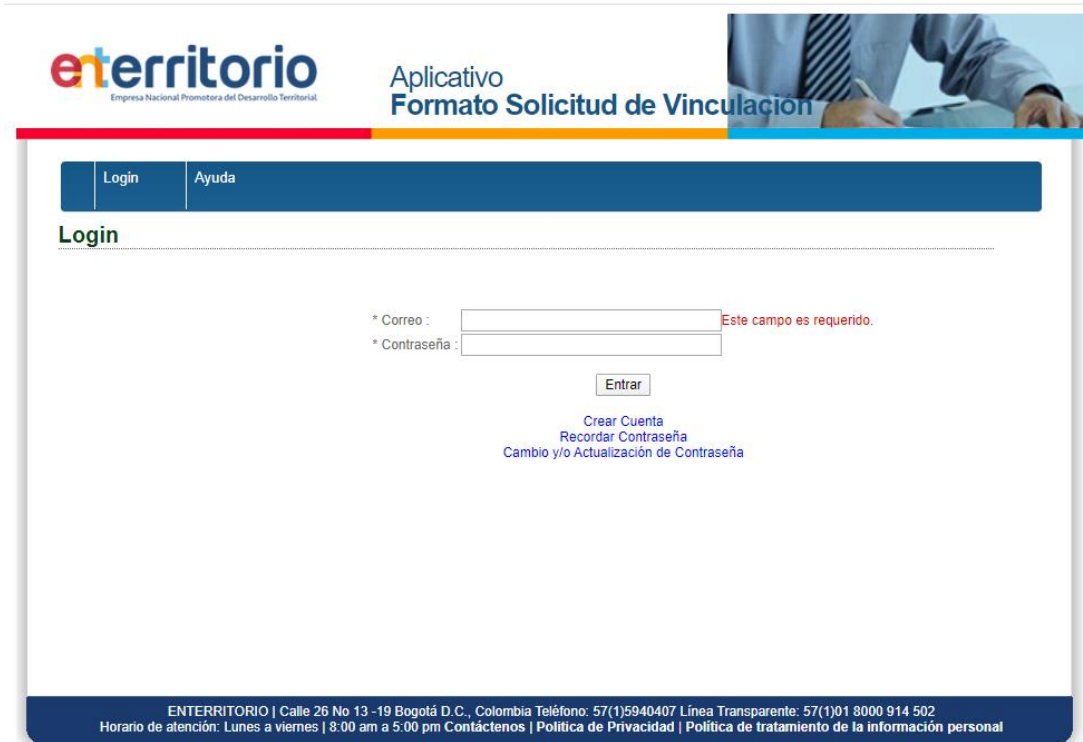 enterritorio
Empresa Nacional Promotora del Desarrollo Territorial
Aplicativo
Formato Solicitud de Vinculación
Login Ayuda
Login
* Correo : Este campo es requerido.
* Contraseña :
Entrar
Crear Cuenta
Recordar Contraseña
Cambio y/o Actualización de Contraseña
ENTERRITORIO | Calle 26 No 13 -19 Bogotá D.C., Colombia Teléfono: 57(1)5940407 Línea Transparente: 57(1)01 8000 914 502
Horario de atención: Lunes a viernes | 8:00 am a 5:00 pm Contáctenos | Politica de Privacidad | Política de tratamiento de la información personal